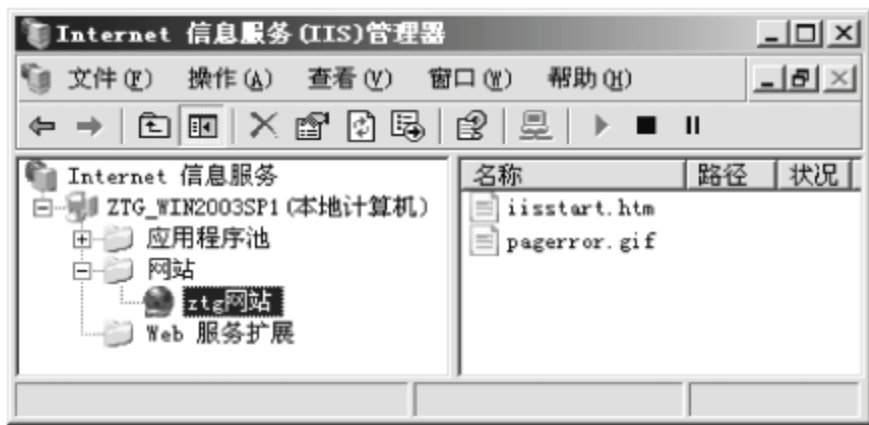 Internet 信息服务(IIS)管理器
文件(F) 操作(A) 查看(V) 窗口(W) 帮助(H)
Internet 信息服务
ZTG_WIN2003SP1(本地计算机)
应用程序池
网站
ztg网站
Web 服务扩展
名称 路径 状况
iisstart.htm
pagerror.gif